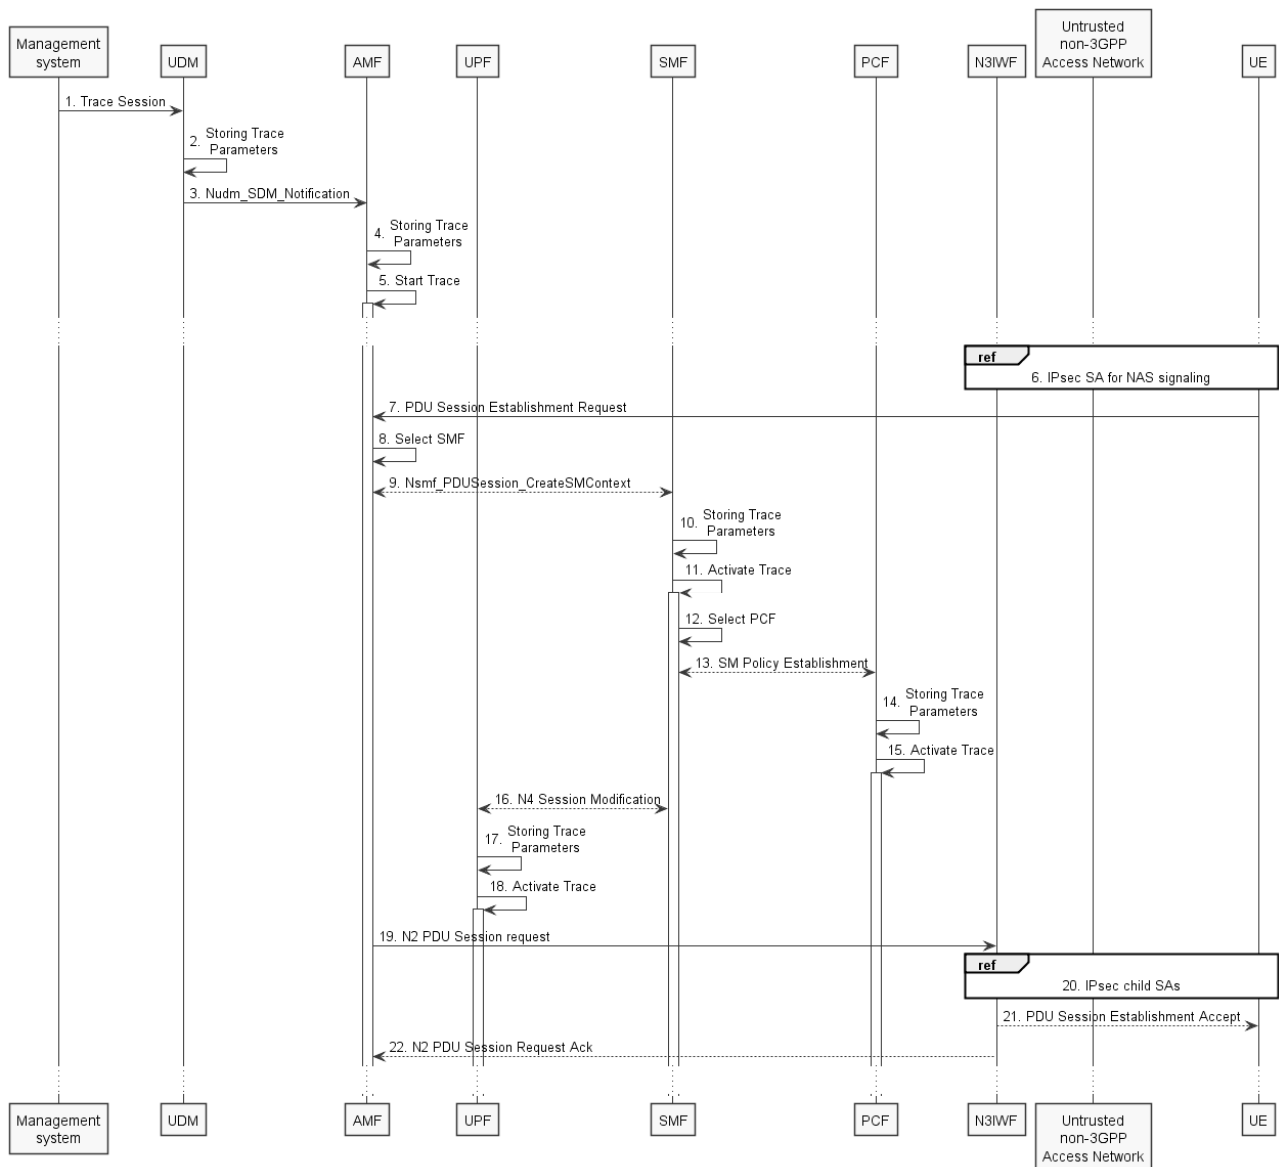 Management
system
UDM
AMF
UPF
SMF
PCF
N3IWF
Untrusted
non-3GPP
Access Network
UE
1. Trace Session
2. Storing Trace
Parameters
3. Nudm_SDM_Notification
4. Storing Trace
Parameters
5. Start Trace
ref
6. IPsec SA for NAS signaling
7. PDU Session Establishment Request
8. Select SMF
9. Nsmf_PDUSession_CreateSMContext
10. Storing Trace
Parameters
11. Activate Trace
12. Select PCF
13. SM Policy Establishment
14. Storing Trace
Parameters
15. Activate Trace
16. N4 Session Modification
17. Storing Trace
Parameters
18. Activate Trace
19. N2 PDU Session request
ref
20. IPsec child SAs
21. PDU Session Establishment Accept
22. N2 PDU Session Request Ack
Management
system
UDM
AMF
UPF
SMF
PCF
N3IWF
Untrusted
non-3GPP
Access Network
UE